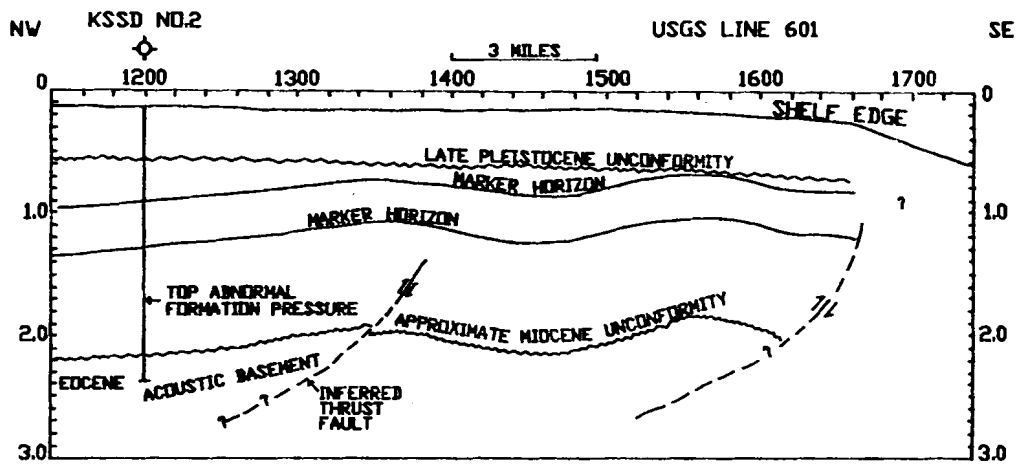 NW
KSSD NO.2
USGS LINE 601
SE
3 MILES
0
1200
1300
1400
1500
1600
1700
0
SHELF EDGE
LATE PLEISTOCENE UNCONFORMITY
MARKER HORIZON
?
1.0
MARKER HORIZON
1.0
TOP ABNORMAL
FORMATION PRESSURE
APPROXIMATE MIOCENE UNCONFORMITY
2.0
2.0
?
EOCENE
ACOUSTIC BASEMENT
INFERRED
THRUST
FAULT
?
?
3.0
3.0